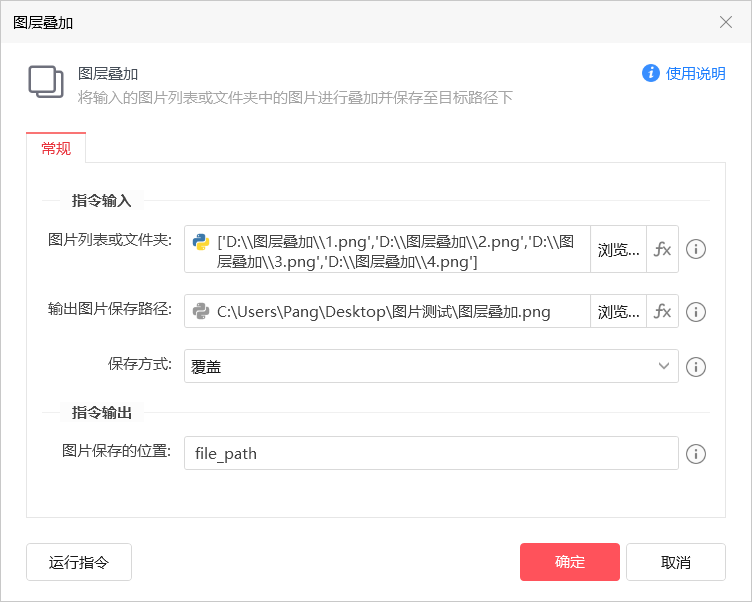 图层叠加
图层叠加
使用说明
将输入的图片列表或文件夹中的图片进行叠加并保存至目标路径下
常规
指令输入
图片列表或文件夹:
['D:\\图层叠加\\1.png','D:\\图层叠加\\2.png','D:\\图
层叠加\\3.png','D:\\图层叠加\\4.png']
浏览...
fx
输出图片保存路径:
C:\Users\Pang\Desktop\图片测试\图层叠加.png
浏览...
fx
保存方式:
覆盖
指令输出
图片保存的位置:
file_path
运行指令
确定
取消